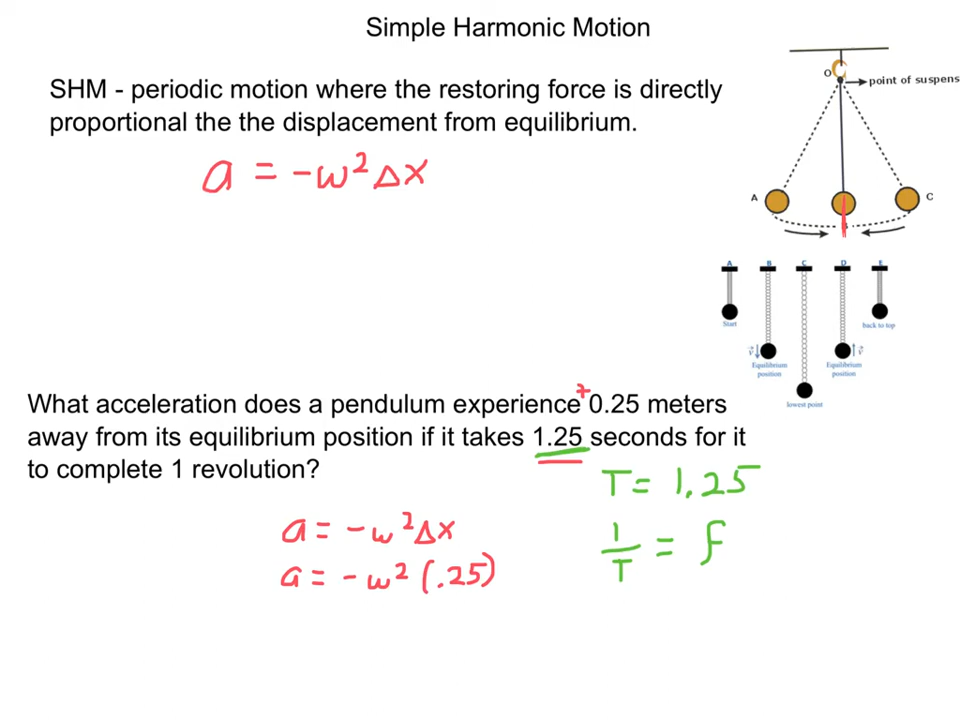 Simple Harmonic Motion
SHM - periodic motion where the restoring force is directly
proportional the the displacement from equilibrium.
a = -ω²Δx
O
point of suspens
A
C
A B C D E
Start
v
Equilibrium
position
lowest point
v
Equilibrium
position
back to top
What acceleration does a pendulum experience + 0.25 meters
away from its equilibrium position if it takes 1.25 seconds for it
to complete 1 revolution?
T = 1.25
a = -ω²Δx
a = -ω² (.25)
1/T = f